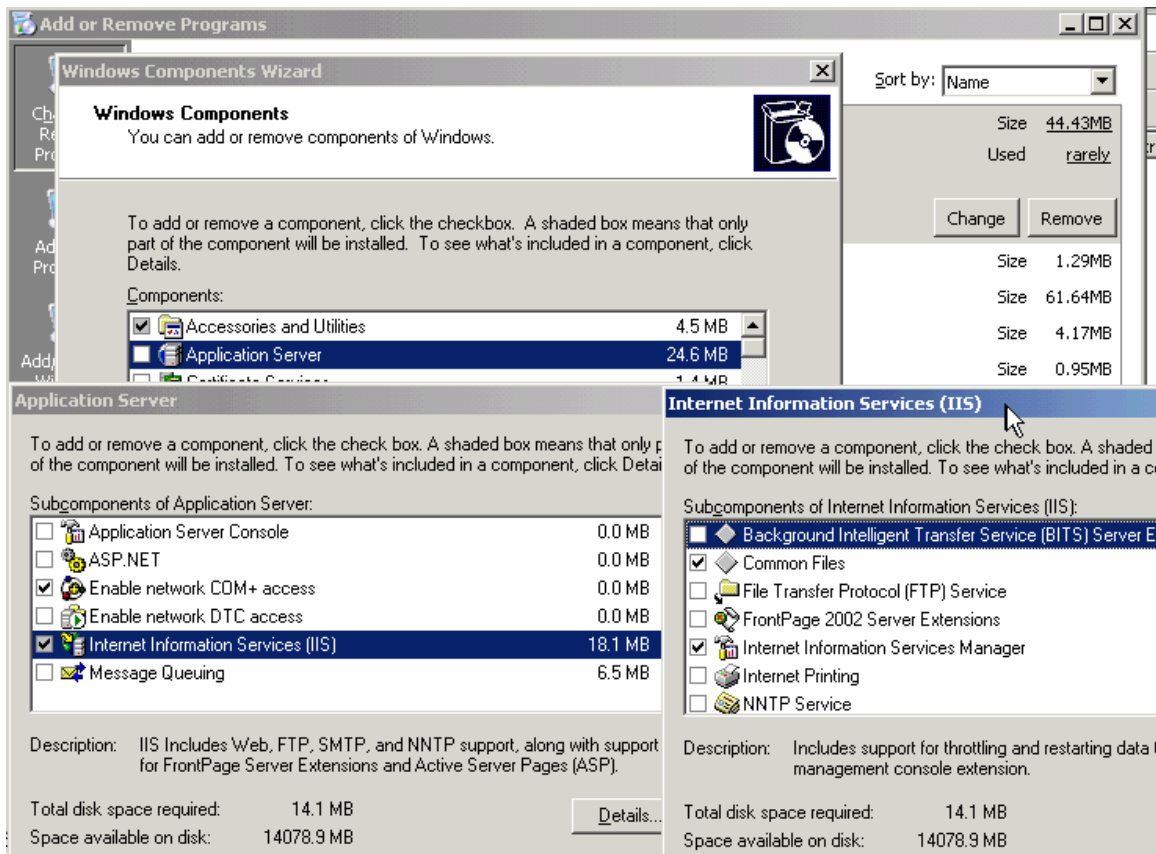 Add or Remove Programs
Windows Components Wizard
Sort by: Name
Windows Components
You can add or remove components of Windows.
Size 44.43MB
Used rarely
Change Remove
To add or remove a component, click the checkbox. A shaded box means that only
part of the component will be installed. To see what's included in a component, click
Details.
Size 1.29MB
Size 61.64MB
Size 4.17MB
Size 0.95MB
Components:
Accessories and Utilities 4.5 MB
Application Server 24.6 MB
Application Server
To add or remove a component, click the check box. A shaded box means that only
of the component will be installed. To see what's included in a component, click
Subcomponents of Application Server:
Application Server Console 0.0 MB
ASP.NET 0.0 MB
Enable network COM+ access 0.0 MB
Enable network DTC access 0.0 MB
Internet Information Services (IIS) 18.1 MB
Message Queuing 6.5 MB
Description: IIS Includes Web, FTP, SMTP, and NNTP support, along with support
for FrontPage Server Extensions and Active Server Pages (ASP).
Total disk space required: 14.1 MB
Space available on disk: 14078.9 MB
Details...
Internet Information Services (IIS)
To add or remove a component, click the check box. A shaded
of the component will be installed. To see what's included in a
Subcomponents of Internet Information Services (IIS):
Background Intelligent Transfer Service (BITS) Server
Common Files
File Transfer Protocol (FTP) Service
FrontPage 2002 Server Extensions
Internet Information Services Manager
Internet Printing
NNTP Service
Description: Includes support for throttling and restarting data
management console extension.
Total disk space required: 14.1 MB
Space available on disk: 14078.9 MB